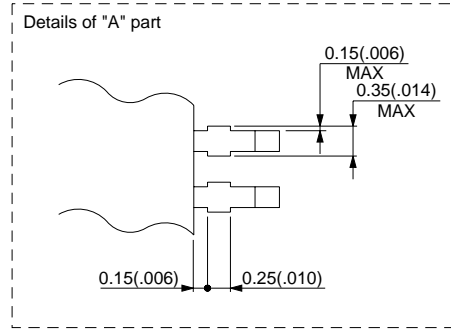 Details of "A" part
0.15(.006)
MAX
0.35(.014)
MAX
0.15(.006)
0.25(.010)